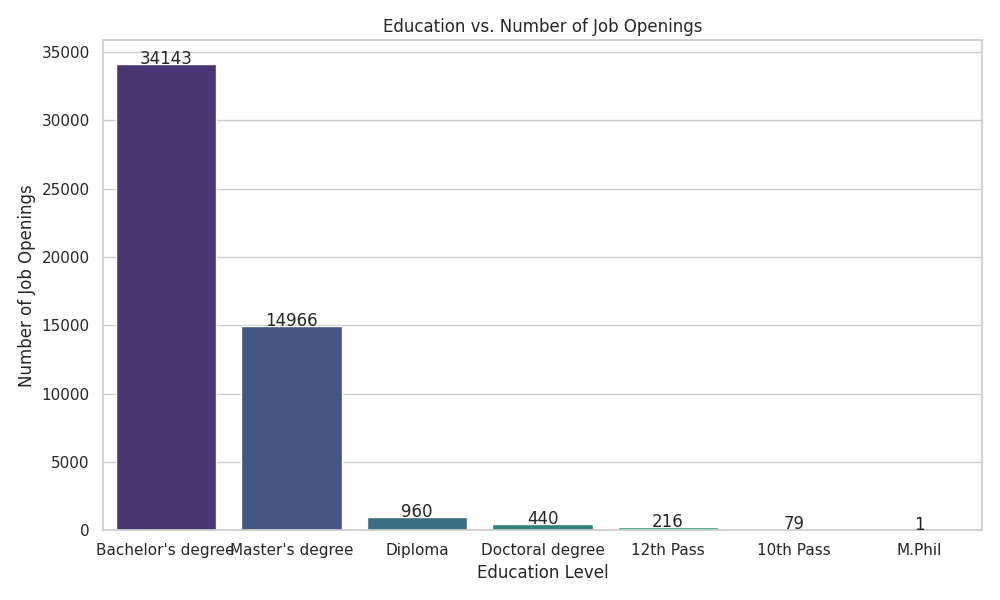 Education vs. Number of Job Openings
35000
30000
25000
20000
15000
10000
5000
0
Number of Job Openings
34143
14966
960
440
216
79
1
Bachelor's degree
Master's degree
Diploma
Doctoral degree
12th Pass
10th Pass
M.Phil
Education Level